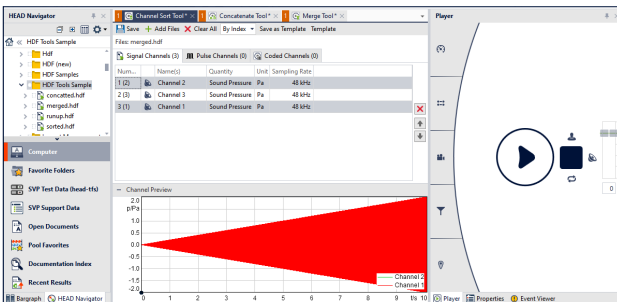 HEAD Navigator
Channel Sort Tool* Concatenate Tool* Merge Tool*
Player
Save Add Files Clear All By Index Save as Template Template
HDF Tools Sample
Files: merged.hdf
Hdf
HDF (new)
HDF Samples
HDF Tools Sample
concatted.hdf
merged.hdf
runup.hdf
sorted.hdf
Signal Channels (3) Pulse Channels (0) Coded Channels (0)
Num... Name(s) Quantity Unit Sampling Rate
1 (2) Channel 2 Sound Pressure Pa 48 kHz
2 (3) Channel 3 Sound Pressure Pa 48 kHz
3 (1) Channel 1 Sound Pressure Pa 48 kHz
Computer
Favorite Folders
SVP Test Data (head-tfs)
SVP Support Data
Open Documents
Pool Favorites
Documentation Index
Recent Results
Bargraph HEAD Navigator
Channel Preview
2.0
p/Pa
1.0
0.5
0.0
-0.5
-1.0
-1.5
-2.0
0 1 2 3 4 5 6 7 8 9 t/s 10
Channel 2
Channel 1
0
Player Properties Event Viewer